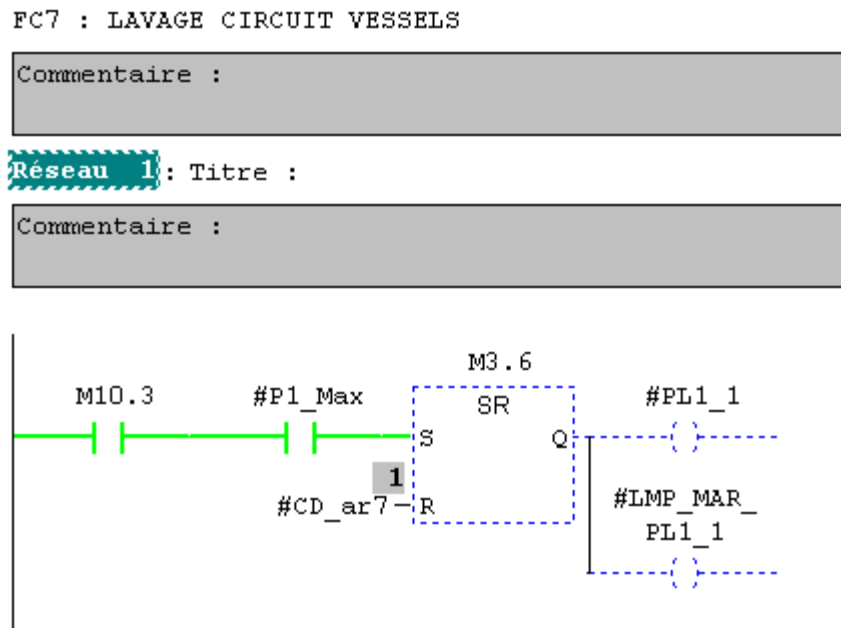 FC7 : LAVAGE CIRCUIT VESSELS
Commentaire :
Réseau 1 : Titre :
Commentaire :
M3.6
M10.3 #P1_Max SR #PL1_1
S Q
1
#CD_ar7 R
#LMP_MAR_
PL1_1